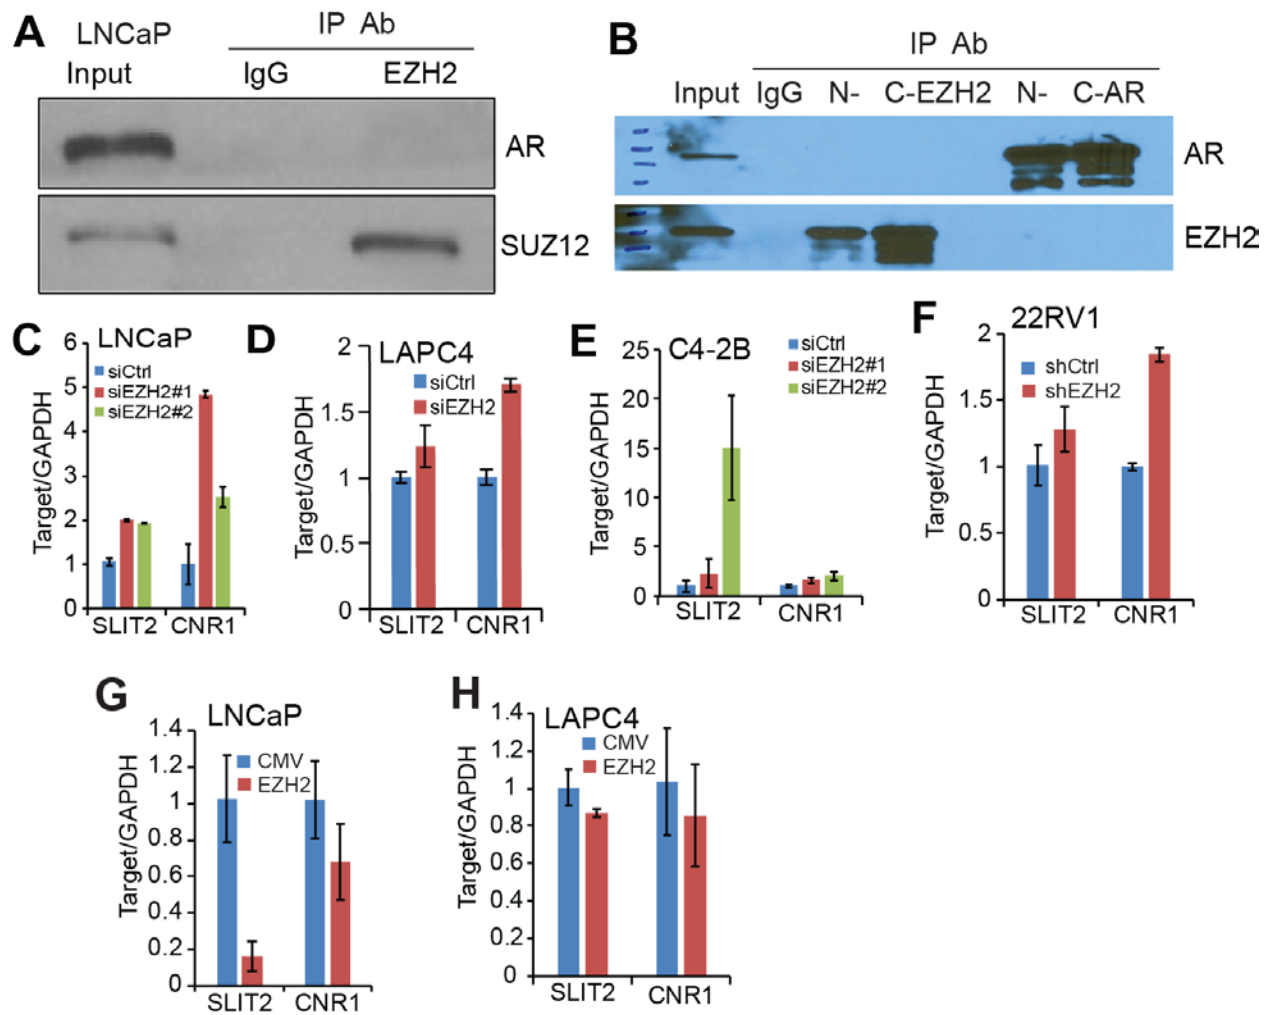 A
LNCaP
IP Ab
Input
IgG
EZH2
AR
SUZ12
B
IP Ab
Input IgG N- C-EZH2 N- C-AR
AR
EZH2
C
LNCaP
Target/GAPDH
6
5
4
3
2
1
0
siCtrl
siEZH2#1
siEZH2#2
SLIT2
CNR1
D
LAPC4
Target/GAPDH
2
1.5
1
0.5
0
siCtrl
siEZH2
SLIT2
CNR1
E
C4-2B
Target/GAPDH
25
20
15
10
5
0
siCtrl
siEZH2#1
siEZH2#2
SLIT2
CNR1
F
22RV1
Target/GAPDH
2
1.5
1
0.5
0
shCtrl
shEZH2
SLIT2
CNR1
G
LNCaP
Target/GAPDH
1.4
1.2
1
0.8
0.6
0.4
0.2
0
CMV
EZH2
SLIT2
CNR1
H
LAPC4
Target/GAPDH
1.4
1.2
1
0.8
0.6
0.4
0.2
0
CMV
EZH2
SLIT2
CNR1